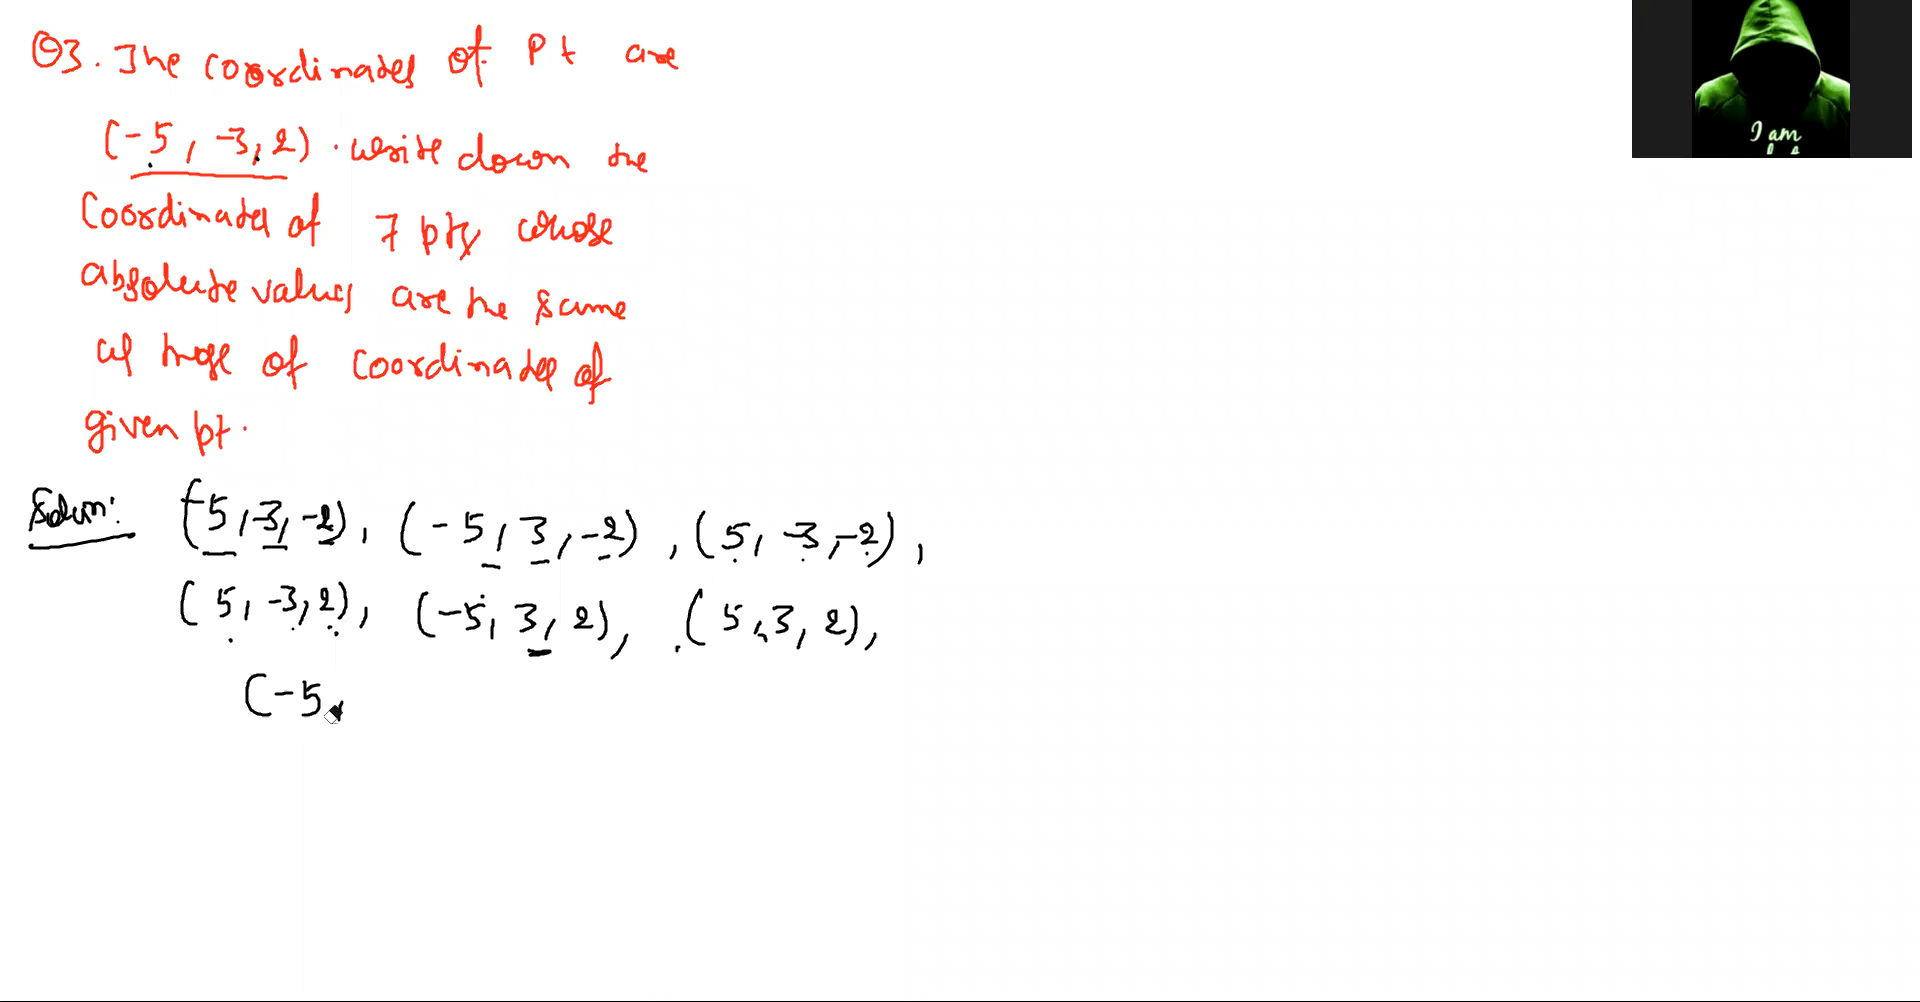 Q3. The coordinates of Pt are
(-5, -3, 2). write down the
Coordinates of 7 pts whose
absolute values are the same
as those of coordinates of
given pt.
Soln: (-5, -3, -2), (-5, 3, -2), (5, -3, -2),
(5, -3, 2), (-5, 3, 2), (5, 3, 2),
(-5,
I am